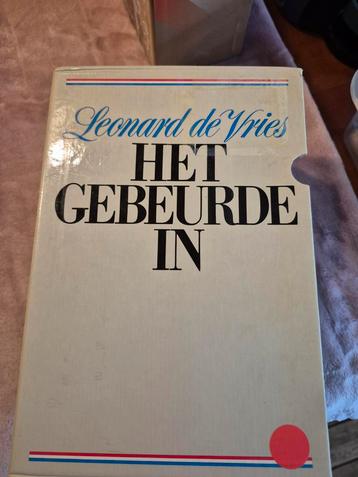 Leonard de Vries
HET
GEBEURDE
IN